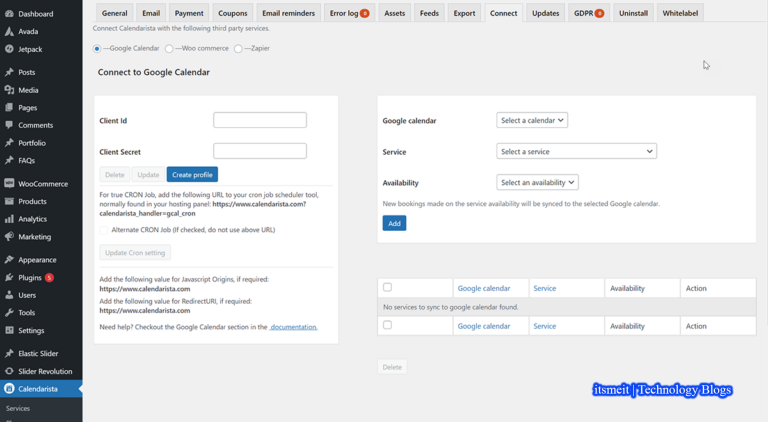 Dashboard
Avada
Jetpack
Posts
Media
Pages
Comments
Portfolio
FAQs
WooCommerce
Products
Analytics
Marketing
Appearance
Plugins 5
Users
Tools
Settings
Elastic Slider
Slider Revolution
Calendarista
Services
General Email Payment Coupons Email reminders Error log 0 Assets Feeds Export Connect Updates GDPR 0 Uninstall Whitelabel
Connect Calendarista with the following third party services.
—Google Calendar —Woo commerce —Zapier
Connect to Google Calendar
Client Id
Client Secret
Delete Update Create profile
For true CRON Job, add the following URL to your cron job scheduler tool,
normally found in your hosting panel: https://www.calendarista.com?
calendarista_handler=gcal_cron
Alternate CRON Job (If checked, do not use above URL)
Update Cron setting
Add the following value for Javascript Origins, if required:
https://www.calendarista.com
Add the following value for RedirectURI, if required:
https://www.calendarista.com
Need help? Checkout the Google Calendar section in the documentation.
Google calendar Select a calendar
Service Select a service
Availability Select an availability
New bookings made on the service availability will be synced to the selected Google calendar.
Add
Google calendar Service Availability Action
No services to sync to google calendar found.
Google calendar Service Availability Action
Delete
itsmeit | Technology Blogs